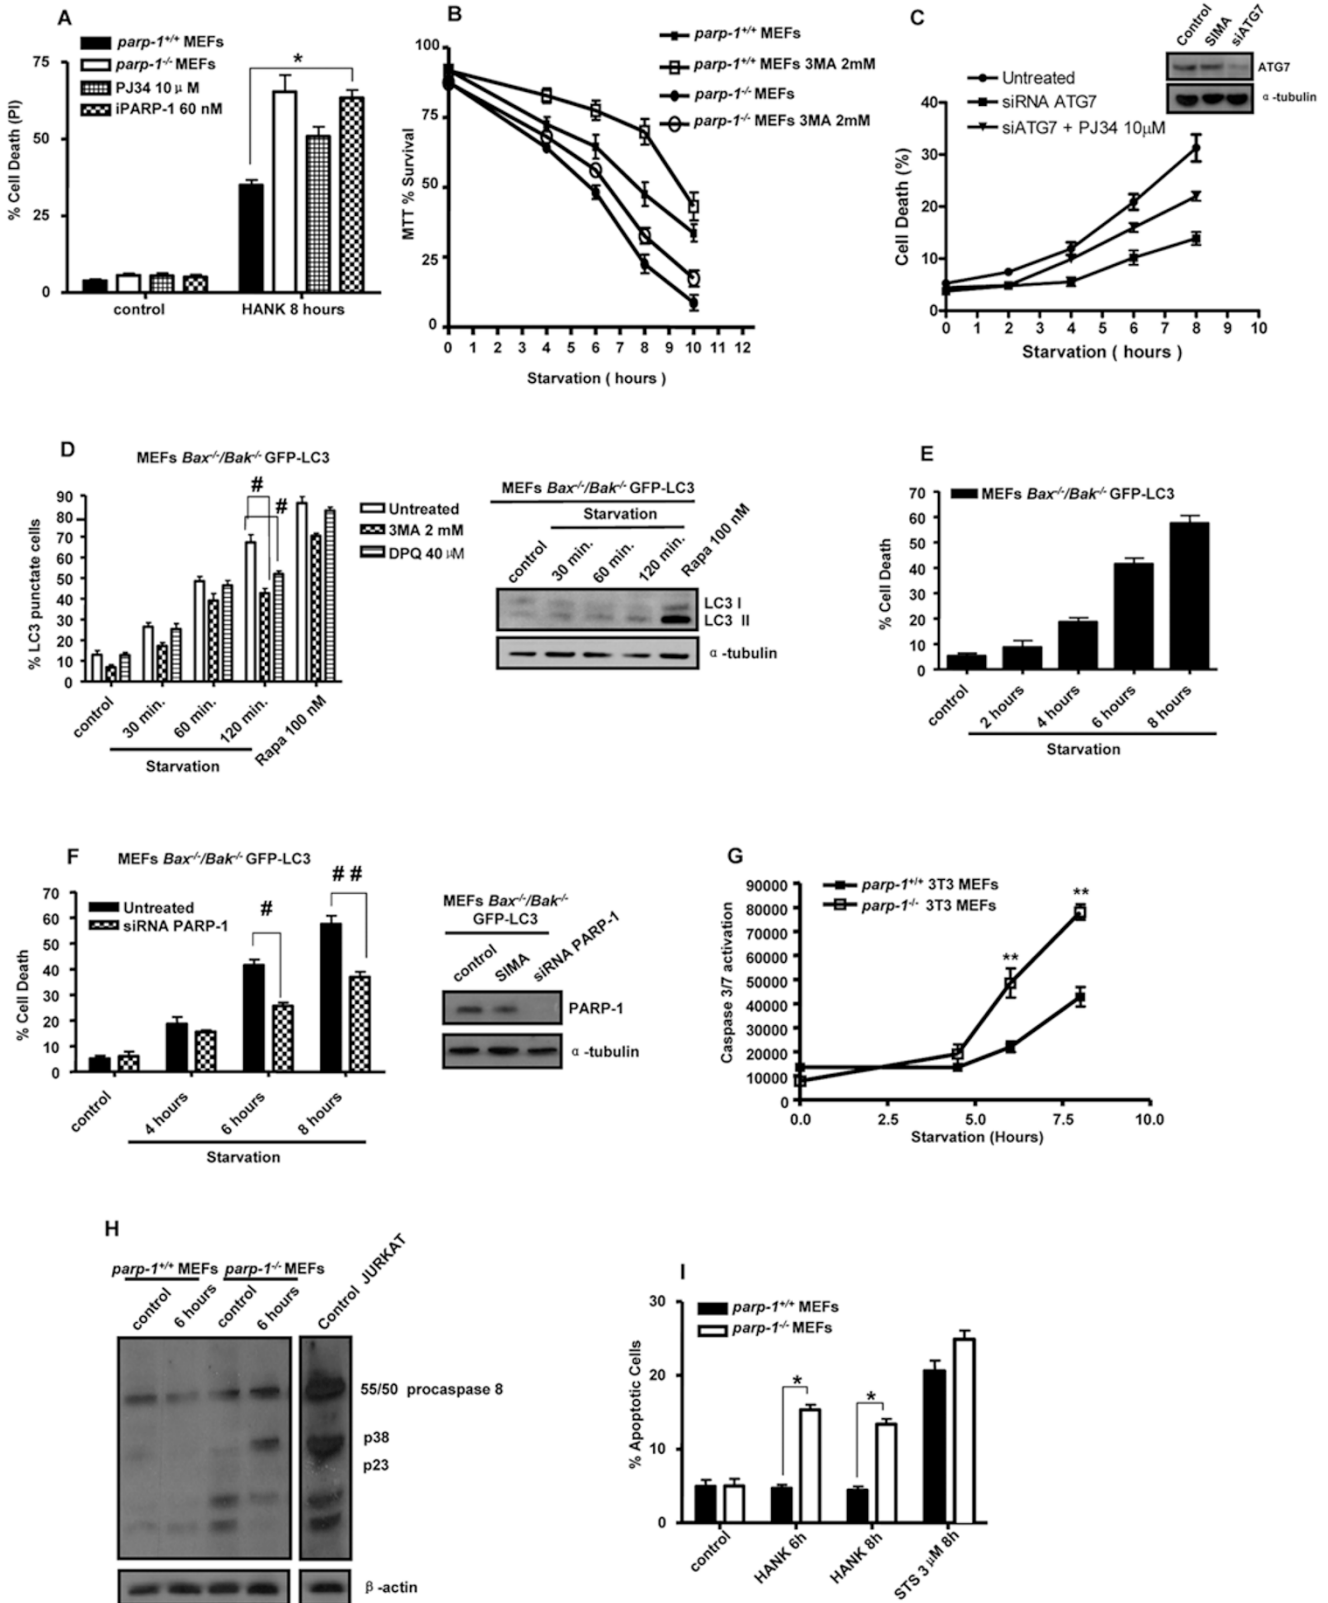 A
parp-1+/+ MEFs
parp-1-/- MEFs
PJ34 10 μ M
iPARP-1 60 nM
*
% Cell Death (PI)
75
50
25
0
control
HANK 8 hours
B
parp-1+/+ MEFs
parp-1+/+ MEFs 3MA 2mM
parp-1-/- MEFs
parp-1-/- MEFs 3MA 2mM
MTT % Survival
100
75
50
25
0
0 1 2 3 4 5 6 7 8 9 10 11 12
Starvation ( hours )
C
Control
SIMA
siATG7
ATG7
α-tubulin
Untreated
siRNA ATG7
siATG7 + PJ34 10μM
Cell Death (%)
40
30
20
10
0
0 1 2 3 4 5 6 7 8 9 10
Starvation ( hours )
D
MEFs Bax-/-/Bak-/- GFP-LC3
Untreated
3MA 2 mM
DPQ 40 μM
# #
% LC3 punctate cells
90
80
70
60
50
40
30
20
10
0
control
30 min.
60 min.
120 min.
Rapa 100 nM
Starvation
MEFs Bax-/-/Bak-/- GFP-LC3
Starvation
control
30 min.
60 min.
120 min.
Rapa 100 nM
LC3 I
LC3 II
α-tubulin
E
MEFs Bax-/-/Bak-/- GFP-LC3
% Cell Death
70
60
50
40
30
20
10
0
control
2 hours
4 hours
6 hours
8 hours
Starvation
F
MEFs Bax-/-/Bak-/- GFP-LC3
Untreated
siRNA PARP-1
#
# #
% Cell Death
70
60
50
40
30
20
10
0
control
4 hours
6 hours
8 hours
Starvation
MEFs Bax-/-/Bak-/-
GFP-LC3
control
SIMA
siRNA PARP-1
PARP-1
α-tubulin
G
parp-1+/+ 3T3 MEFs
parp-1-/- 3T3 MEFs
**
**
Caspase 3/7 activation
90000
80000
70000
60000
50000
40000
30000
20000
10000
0
0.0 2.5 5.0 7.5 10.0
Starvation (Hours)
H
parp-1+/+ MEFs
parp-1-/- MEFs
control
6 hours
control
6 hours
Control JURKAT
55/50 procaspase 8
p38
p23
β-actin
I
parp-1+/+ MEFs
parp-1-/- MEFs
*
*
% Apoptotic Cells
30
20
10
0
control
HANK 6h
HANK 8h
STS 3 μM 8h